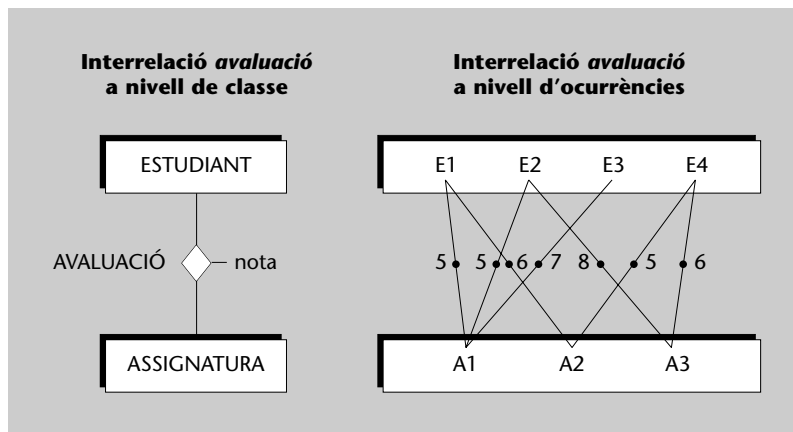 Interrelació avaluació
a nivell de classe
Interrelació avaluació
a nivell d'ocurrències
ESTUDIANT
E1 E2 E3 E4
AVALUACIÓ nota
5 5 6 7 8 5 6
ASSIGNATURA
A1 A2 A3